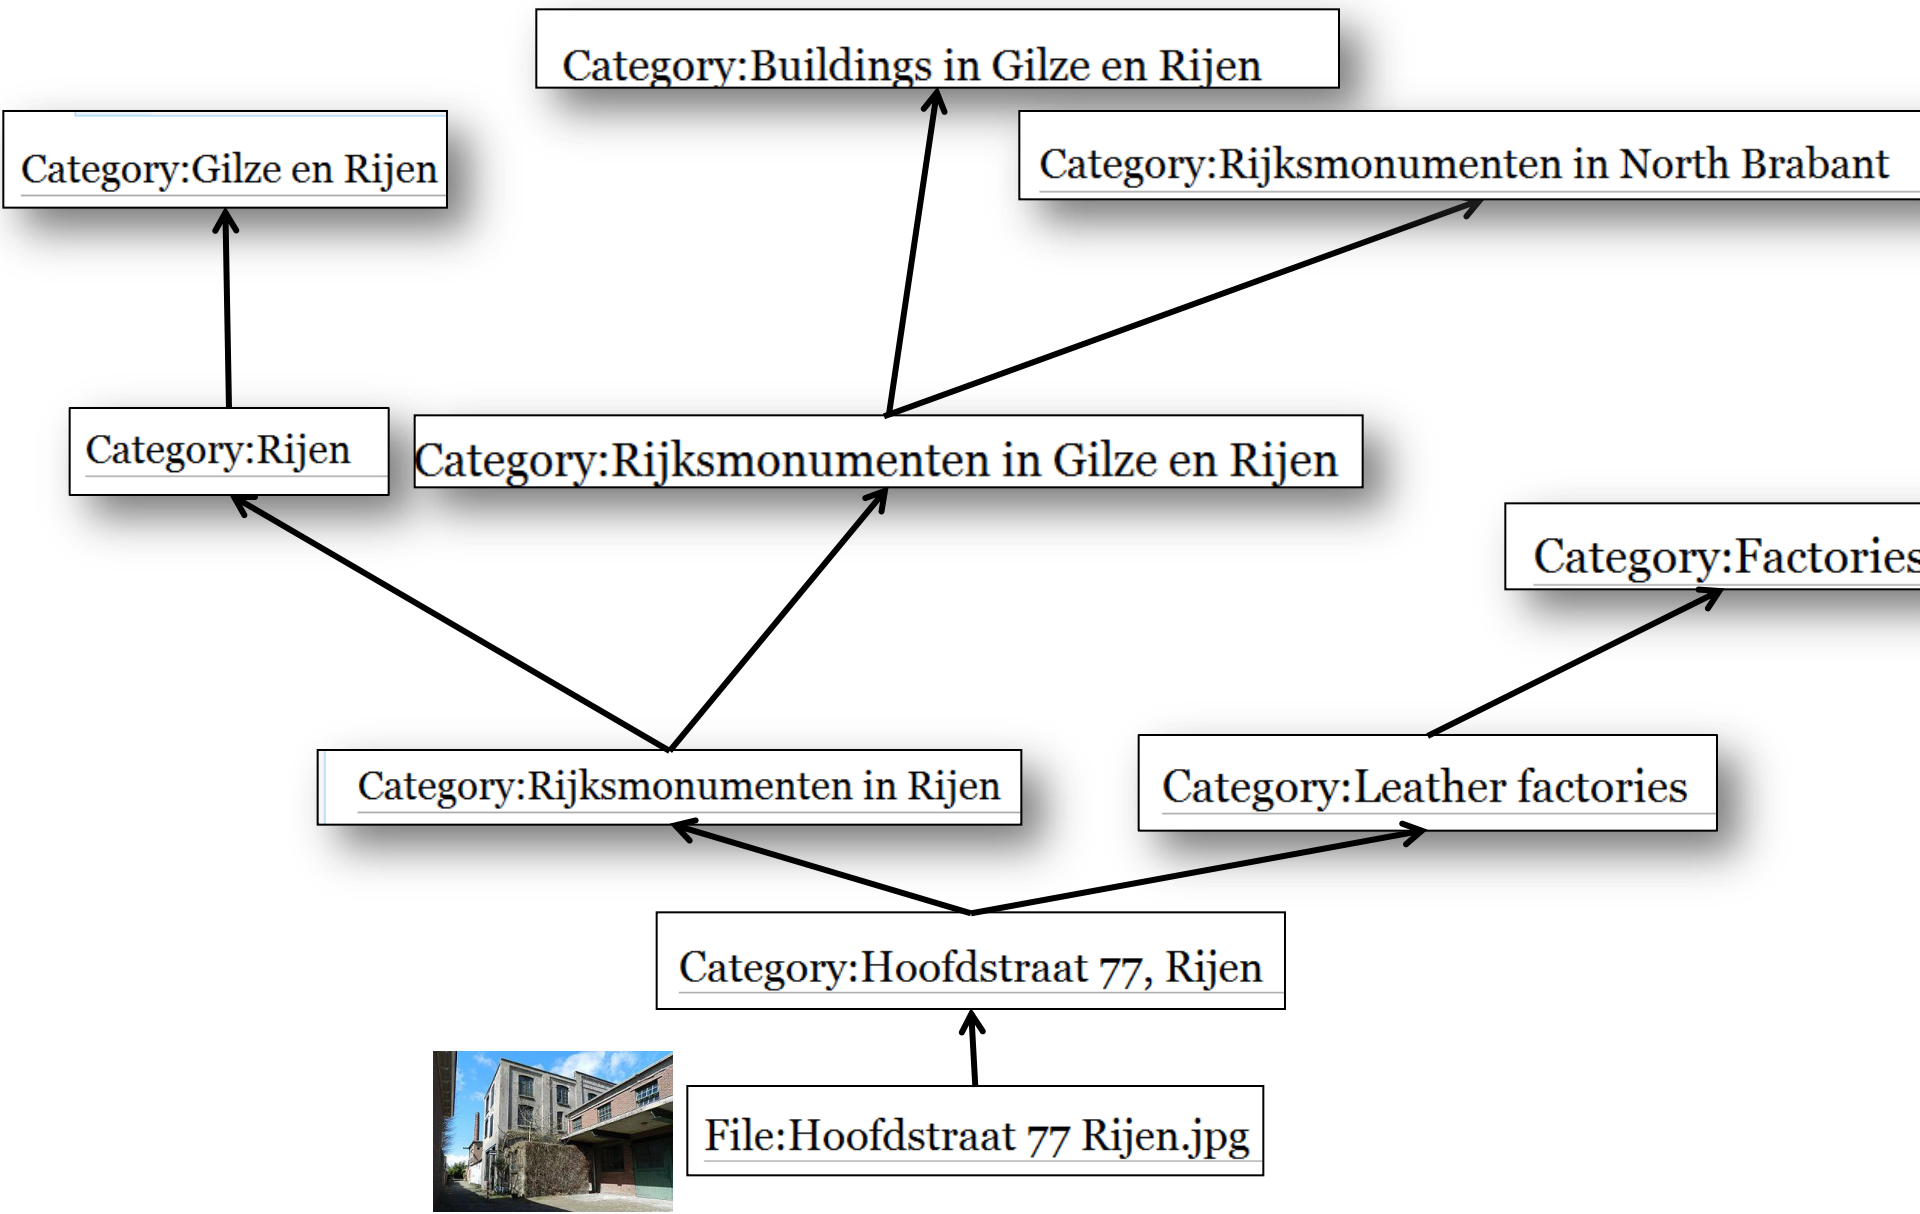 Category:Buildings in Gilze en Rijen
Category:Gilze en Rijen
Category:Rijksmonumenten in North Brabant
Category:Rijen
Category:Rijksmonumenten in Gilze en Rijen
Category:Factories
Category:Rijksmonumenten in Rijen
Category:Leather factories
Category:Hoofdstraat 77, Rijen
File:Hoofdstraat 77 Rijen.jpg